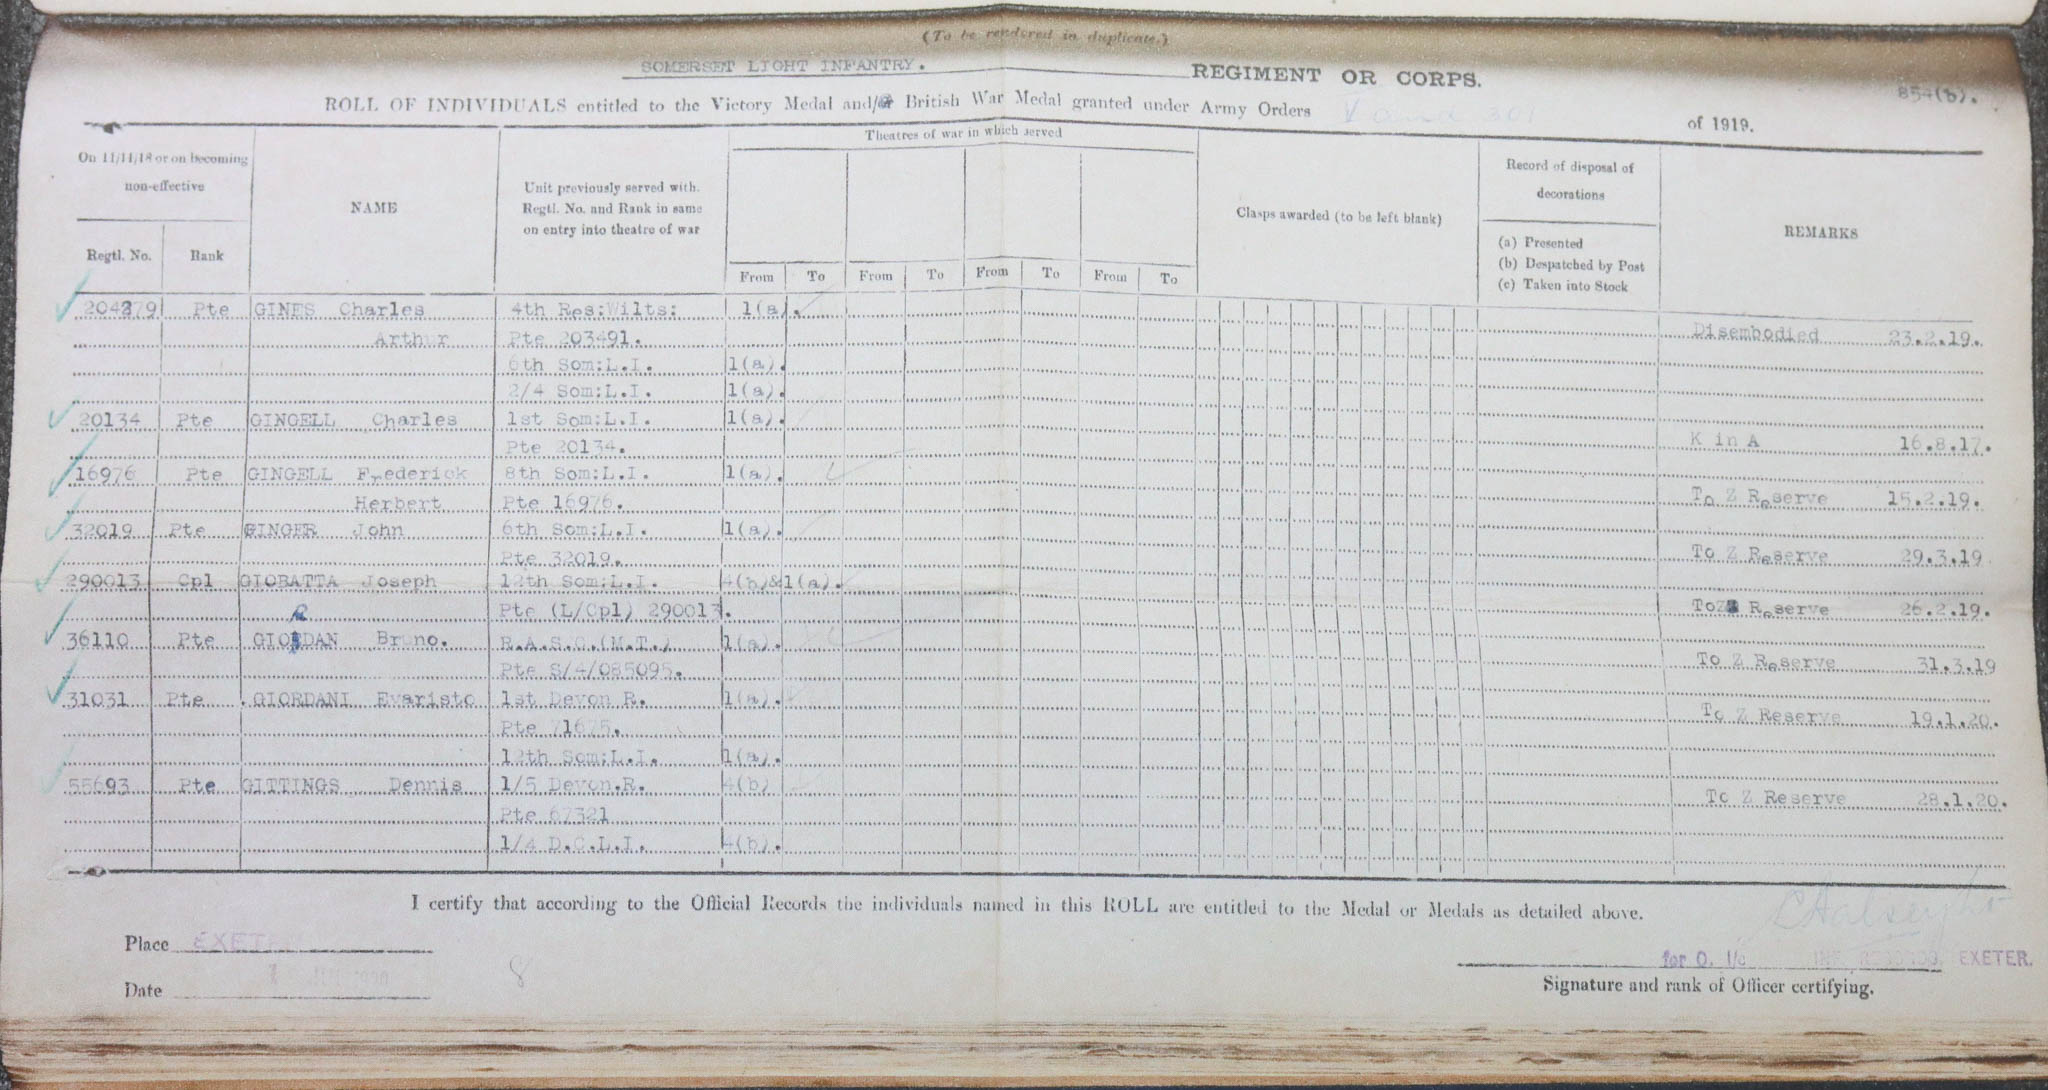 (To be rendered in duplicate.)
SOMERSET LIGHT INFANTRY. REGIMENT OR CORPS.
854(b).
ROLL OF INDIVIDUALS entitled to the Victory Medal and/or British War Medal granted under Army Orders V and 301 of 1919.
On 11/11/18 or on becoming non-effective
NAME
Unit previously served with. Regtl. No. and Rank in same on entry into theatre of war
Theatres of war in which served
Clasps awarded (to be left blank)
Record of disposal of decorations
REMARKS
Regtl. No. Rank
From To From To From To From To
(a) Presented
(b) Despatched by Post
(c) Taken into Stock
204279 Pte GINES Charles 4th Res:Wilts: 1(a).
Arthur Pte 203491. Disembodied 23.2.19.
6th Som:L.I. 1(a).
2/4 Som:L.I. 1(a).
20134 Pte GINGELL Charles 1st Som:L.I. 1(a).
Pte 20134. K in A 16.8.17.
16976 Pte GINGELL Frederick 8th Som:L.I. 1(a).
Herbert Pte 16976. To Z Reserve 15.2.19.
32019 Pte GINGER John 6th Som:L.I. 1(a).
Pte 32019. To Z Reserve 29.3.19
290013 Cpl GIOBATTA Joseph 12th Som:L.I. 4(b)&1(a).
Pte (L/Cpl) 290013. To Z Reserve 26.2.19.
36110 Pte GIORDAN Bruno. R.A.S.C.(M.T.) 1(a).
Pte S/4/085095. To Z Reserve 31.3.19
31031 Pte .GIORDANI Evaristo 1st Devon R. 1(a).
Pte 71675. To Z Reserve 19.1.20.
12th Som:L.I. 1(a).
55693 Pte GITTINGS Dennis 1/5 Devon.R. 4(b)
Pte 67321 To Z Reserve 28.1.20.
1/4 D.C.L.I. 4(b).
I certify that according to the Official Records the individuals named in this ROLL are entitled to the Medal or Medals as detailed above.
Place EXETER
for O. I/c INF. RECORDS, EXETER.
Date
8
Signature and rank of Officer certifying.